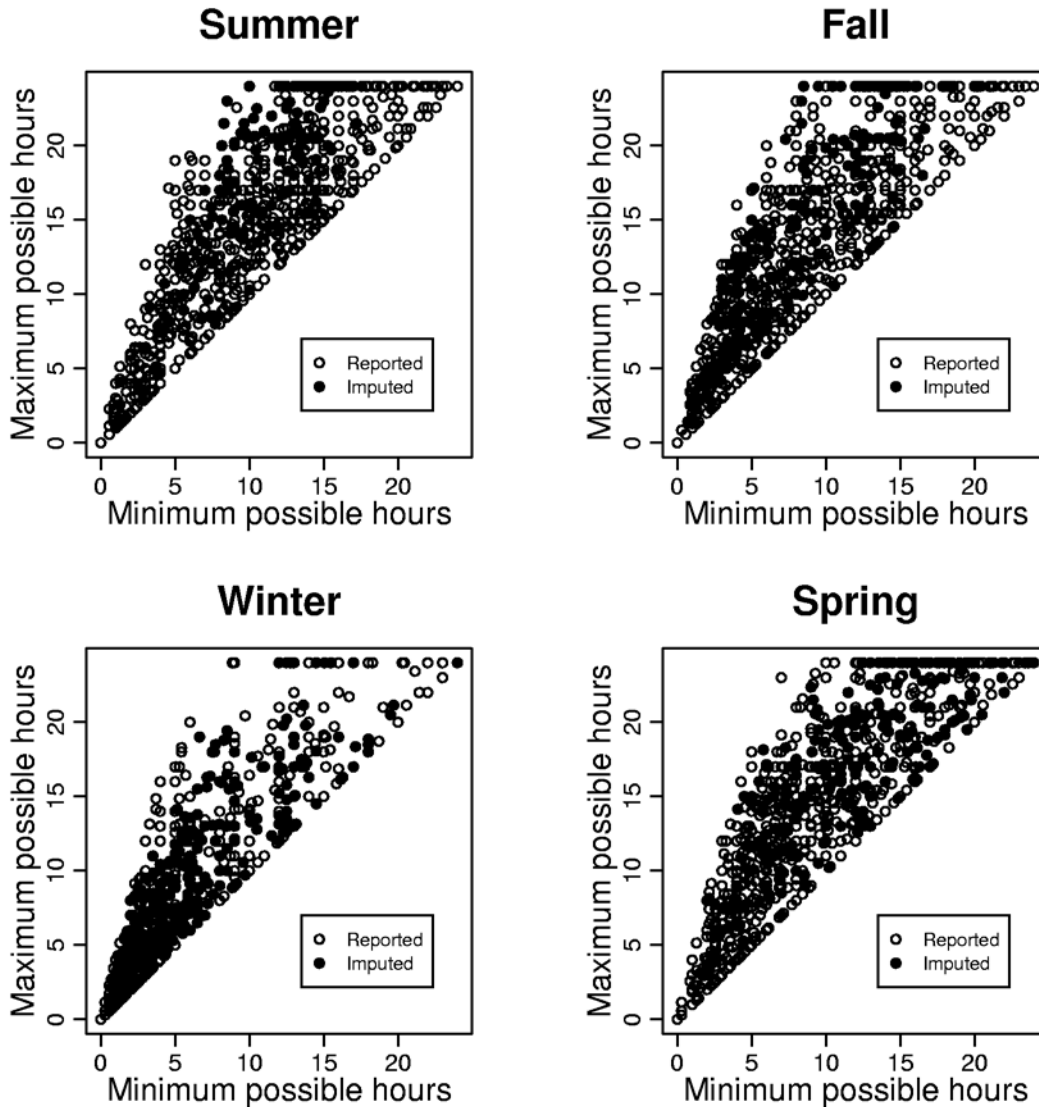 Summer
Maximum possible hours
20
15
10
5
0
Reported
Imputed
0 5 10 15 20
Minimum possible hours
Fall
Maximum possible hours
20
15
10
5
0
Reported
Imputed
0 5 10 15 20
Minimum possible hours
Winter
Maximum possible hours
20
15
10
5
0
Reported
Imputed
0 5 10 15 20
Minimum possible hours
Spring
Maximum possible hours
20
15
10
5
0
Reported
Imputed
0 5 10 15 20
Minimum possible hours